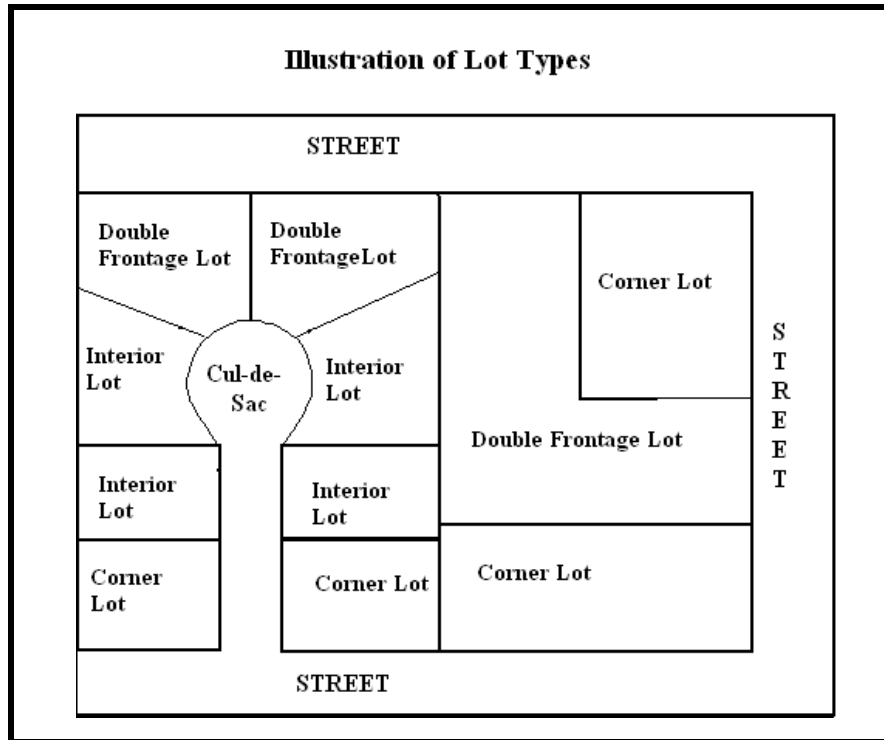 Illustration of Lot Types
STREET
Double
Frontage Lot
Double
FrontageLot
Corner Lot
Interior
Lot
Cul-de-
Sac
Interior
Lot
S
T
R
E
E
T
Double Frontage Lot
Interior
Lot
Interior
Lot
Corner
Lot
Corner Lot
Corner Lot
STREET